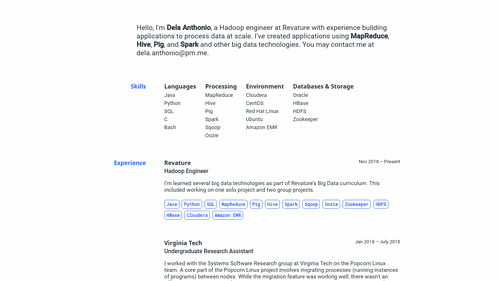 Hello, I'm Dela Anthonio, a Hadoop engineer at Revature with experience building
applications to process data at scale. I've created applications using MapReduce,
Hive, Pig, and Spark and other big data technologies. You may contact me at
dela.anthonio@pm.me.
Skills
Languages
Java
Python
SQL
C
Bash
Processing
MapReduce
Hive
Pig
Spark
Sqoop
Oozie
Environment
Cloudera
CentOS
Red Hat Linux
Ubuntu
Amazon EMR
Databases & Storage
Oracle
HBase
HDFS
Zookeeper
Experience
Revature
Nov 2018 – Present
Hadoop Engineer
I'm learned several big data technologies as part of Revature's Big Data curriculum. This
included working on one solo project and two group projects.
Java Python SQL MapReduce Pig Hive Spark Sqoop Oozie Zookeeper HDFS
HBase Cloudera Amazon EMR
Virginia Tech
Jan 2018 – July 2018
Undergraduate Research Assistant
I worked with the Systems Software Research group at Virginia Tech on the Popcorn Linux
team. A core part of the Popcorn Linux project involves migrating processes (running instances
of programs) between nodes. While the migration feature was working well, there wasn't an